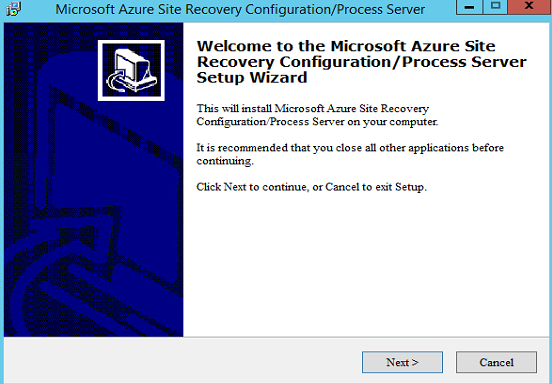 Microsoft Azure Site Recovery Configuration/Process Server
Welcome to the Microsoft Azure Site
Recovery Configuration/Process Server
Setup Wizard
This will install Microsoft Azure Site Recovery
Configuration/Process Server on your computer.
It is recommended that you close all other applications before
continuing.
Click Next to continue, or Cancel to exit Setup.
Next >
Cancel